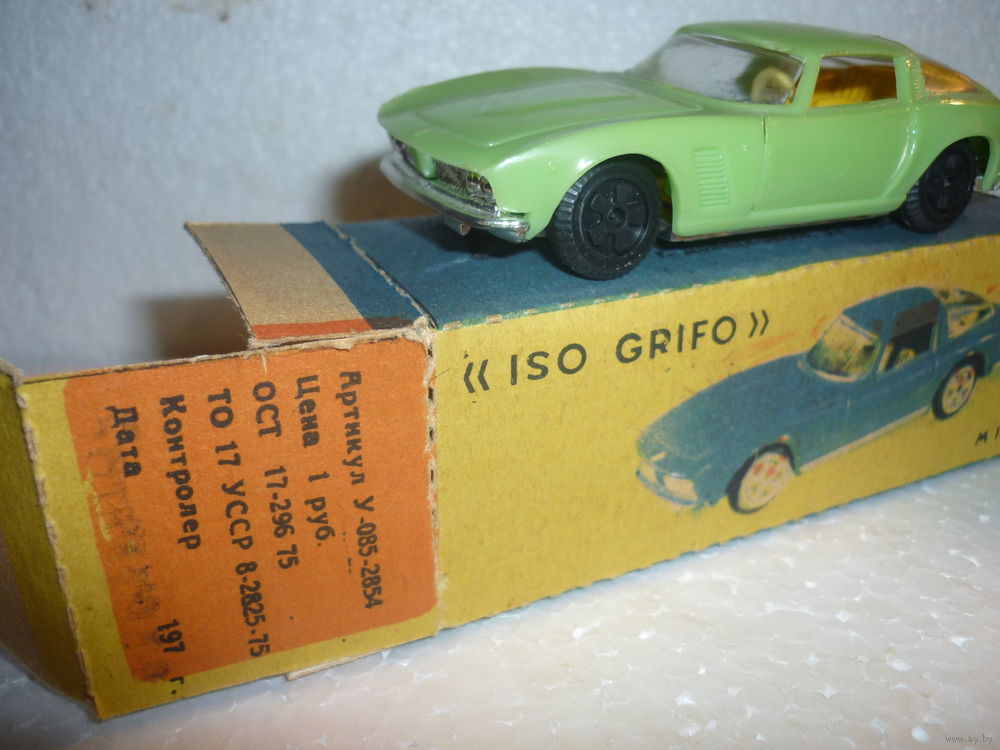 « ISO GRIFO »
Артикул У-085-2854
Цена 1 руб.
ОСТ 17-296 75
ТО 17 УССР 8-2825-75
Контролер
Дата 197 г.
www.ay.by